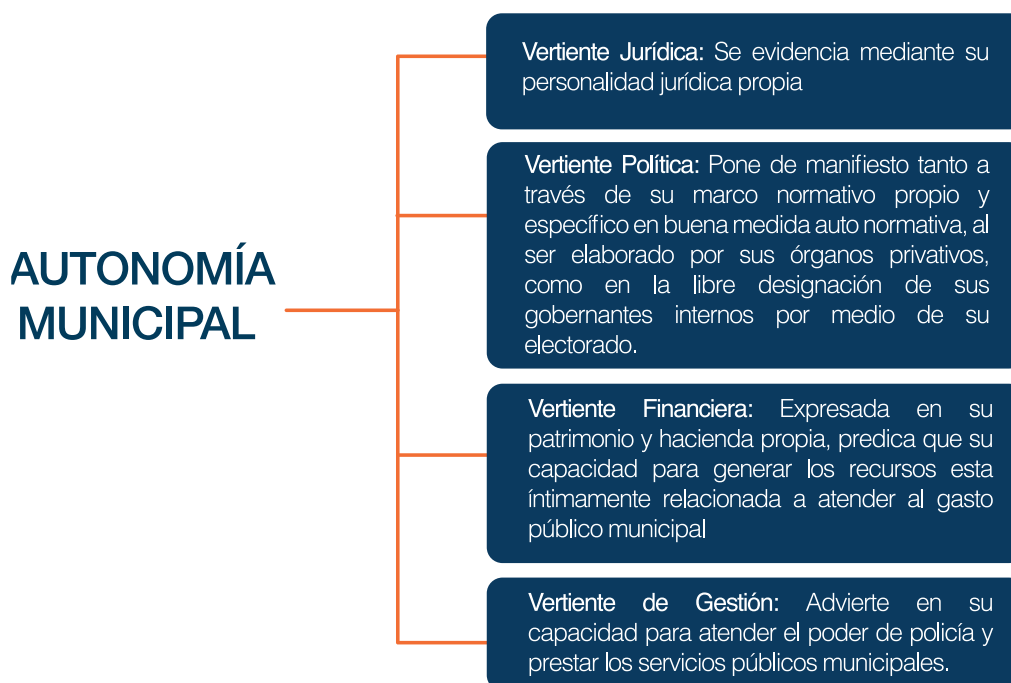 AUTONOMÍA
MUNICIPAL
Vertiente Jurídica: Se evidencia mediante su
personalidad jurídica propia
Vertiente Política: Pone de manifiesto tanto a
través de su marco normativo propio y
específico en buena medida auto normativa, al
ser elaborado por sus órganos privativos,
como en la libre designación de sus
gobernantes internos por medio de su
electorado.
Vertiente Financiera: Expresada en su
patrimonio y hacienda propia, predica que su
capacidad para generar los recursos esta
íntimamente relacionada a atender al gasto
público municipal
Vertiente de Gestión: Advierte en su
capacidad para atender el poder de policía y
prestar los servicios públicos municipales.